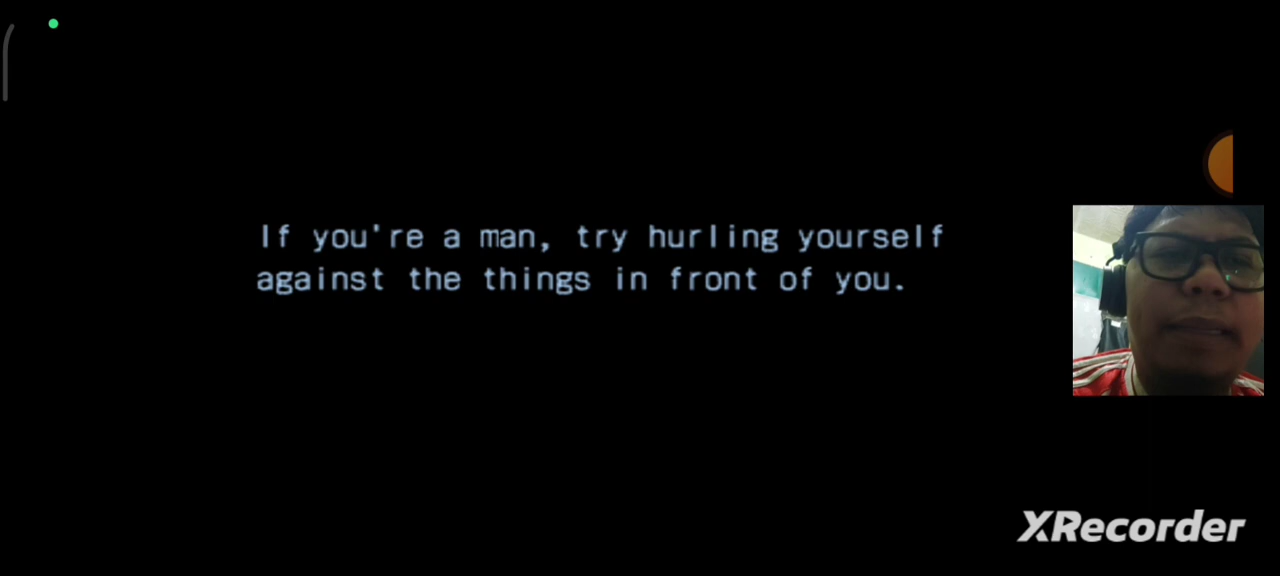 If you're a man, try hurling yourself
against the things in front of you.
XRecorder